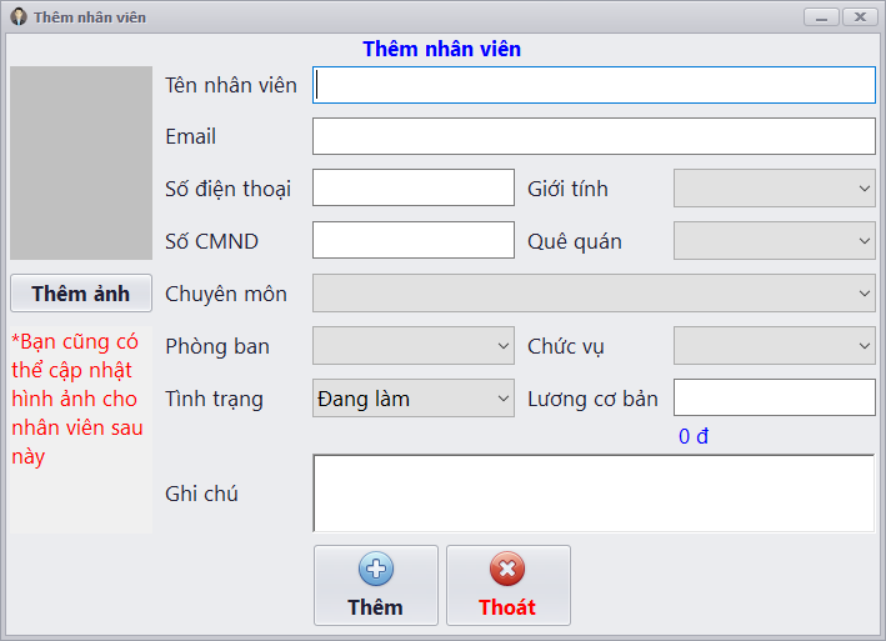 Thêm nhân viên
Thêm nhân viên
Tên nhân viên
Email
Số điện thoại
Giới tính
Số CMND
Quê quán
Thêm ảnh
Chuyên môn
*Bạn cũng có
thể cập nhật
hình ảnh cho
nhân viên sau
này
Phòng ban
Chức vụ
Tình trạng
Đang làm
Lương cơ bản
0 đ
Ghi chú
Thêm
Thoát